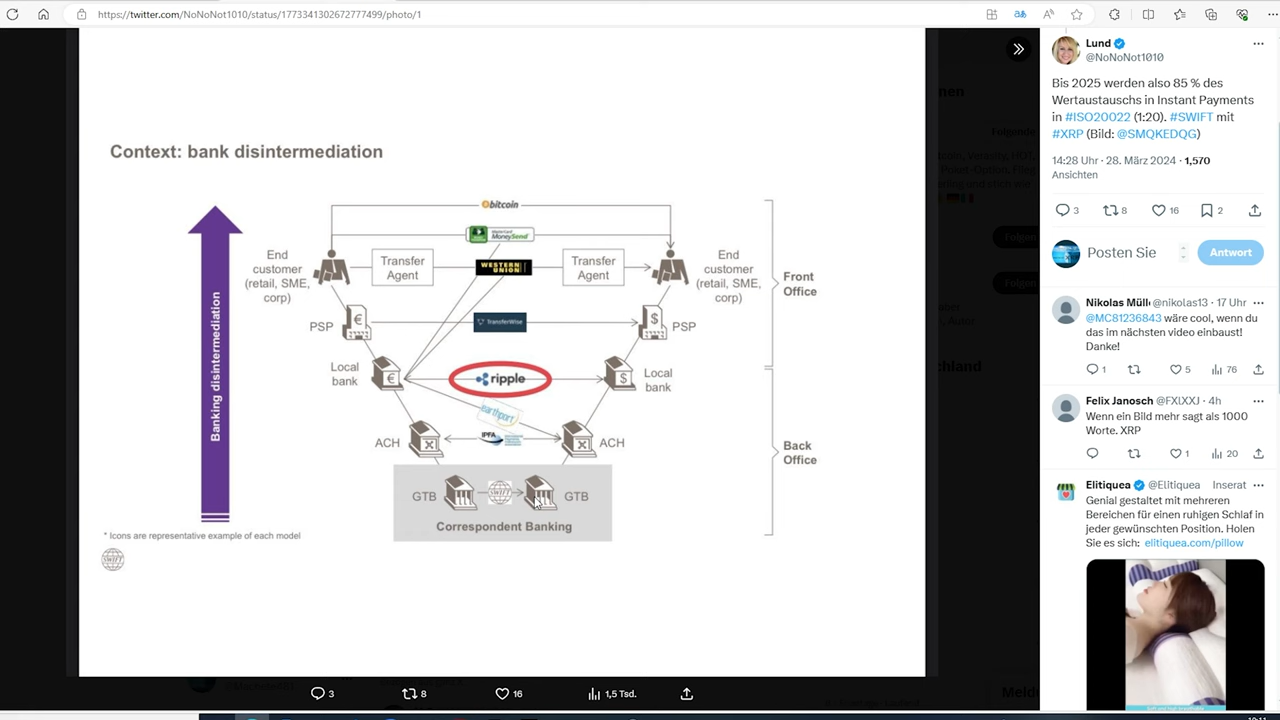 https://twitter.com/NoNoNot1010/status/1773341302672777499/photo/1
Context: bank disintermediation
Banking disintermediation
bitcoin
MoneySend
End
customer
(retail, SME,
corp)
Transfer
Agent
WESTERN
UNION
Transfer
Agent
End
customer
(retail, SME,
corp)
PSP
TransferWise
PSP
Local
bank
ripple
Local
bank
earthport
ACH
IPFA
ACH
GTB
SWIFT
GTB
Correspondent Banking
Front
Office
Back
Office
* Icons are representative example of each model
SWIFT
3
8
16
1,5 Tsd.
Lund
@NoNoNot1010
Bis 2025 werden also 85 % des
Wertaustauschs in Instant Payments
in #ISO20022 (1:20). #SWIFT mit
#XRP (Bild: @SMQKEDQG)
14:28 Uhr · 28. März 2024 · 1,570
Ansichten
3
8
16
2
Posten Sie
Antwort
Nikolas Müll @nikolas13 · 17 Uhr
@MC81236843 wäre cool, wenn du
das im nächsten video einbaust!
Danke!
1
5
76
Felix Janosch @FXLXXJ · 4h
Wenn ein Bild mehr sagt als 1000
Worte. XRP
1
20
Elitiquea @Elitiquea Inserat
Genial gestaltet mit mehreren
Bereichen für einen ruhigen Schlaf in
jeder gewünschten Position. Holen
Sie es sich: elitiquea.com/pillow